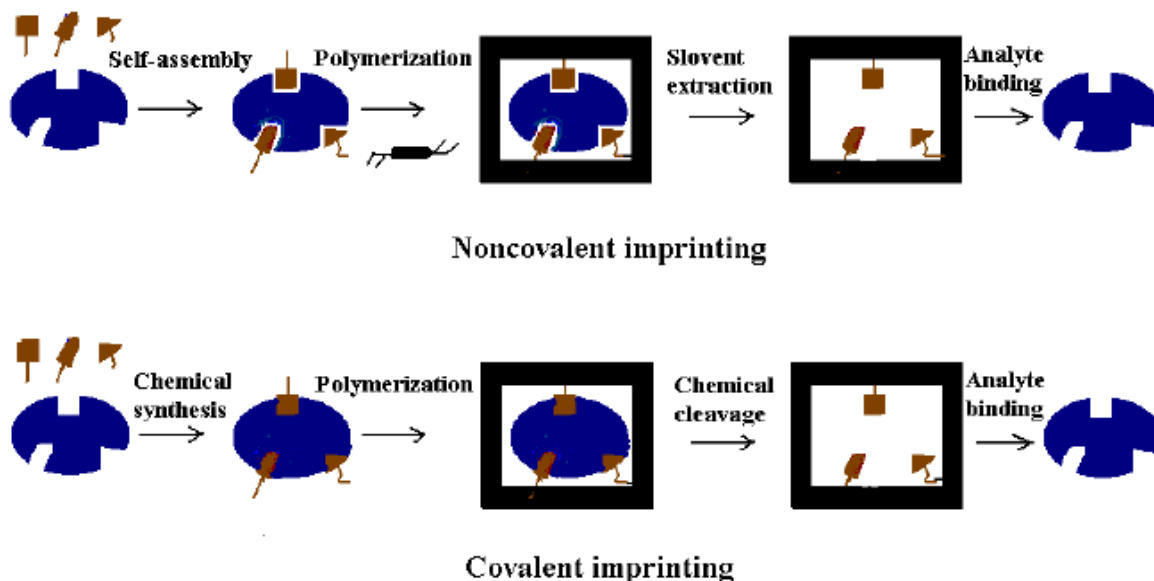 Self-assembly
Polymerization
Slovent
extraction
Analyte
binding
Noncovalent imprinting
Chemical
synthesis
Polymerization
Chemical
cleavage
Analyte
binding
Covalent imprinting